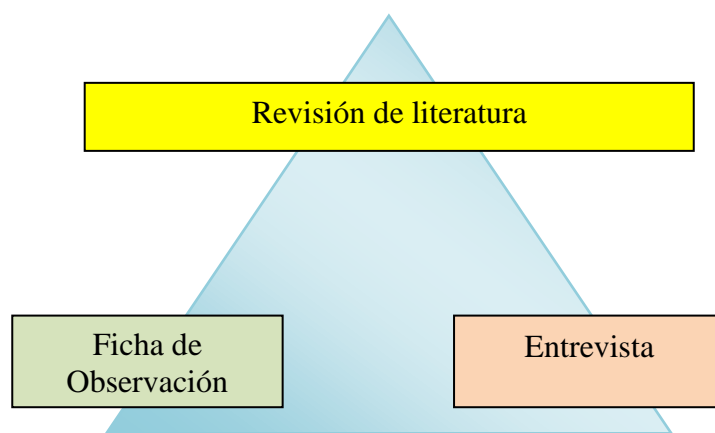 Revisión de literatura
Ficha de
Observación
Entrevista